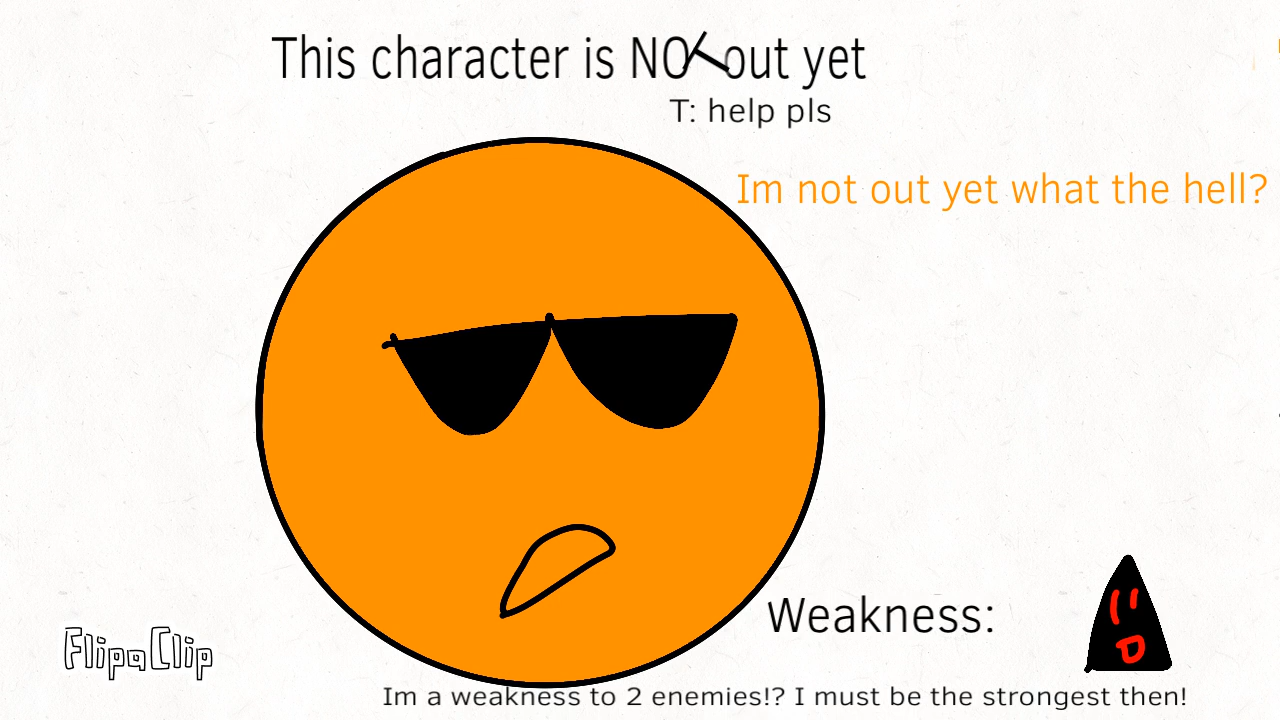 This character is NOT out yet
T: help pls
Im not out yet what the hell?
Weakness:
FlipaClip
Im a weakness to 2 enemies!? I must be the strongest then!